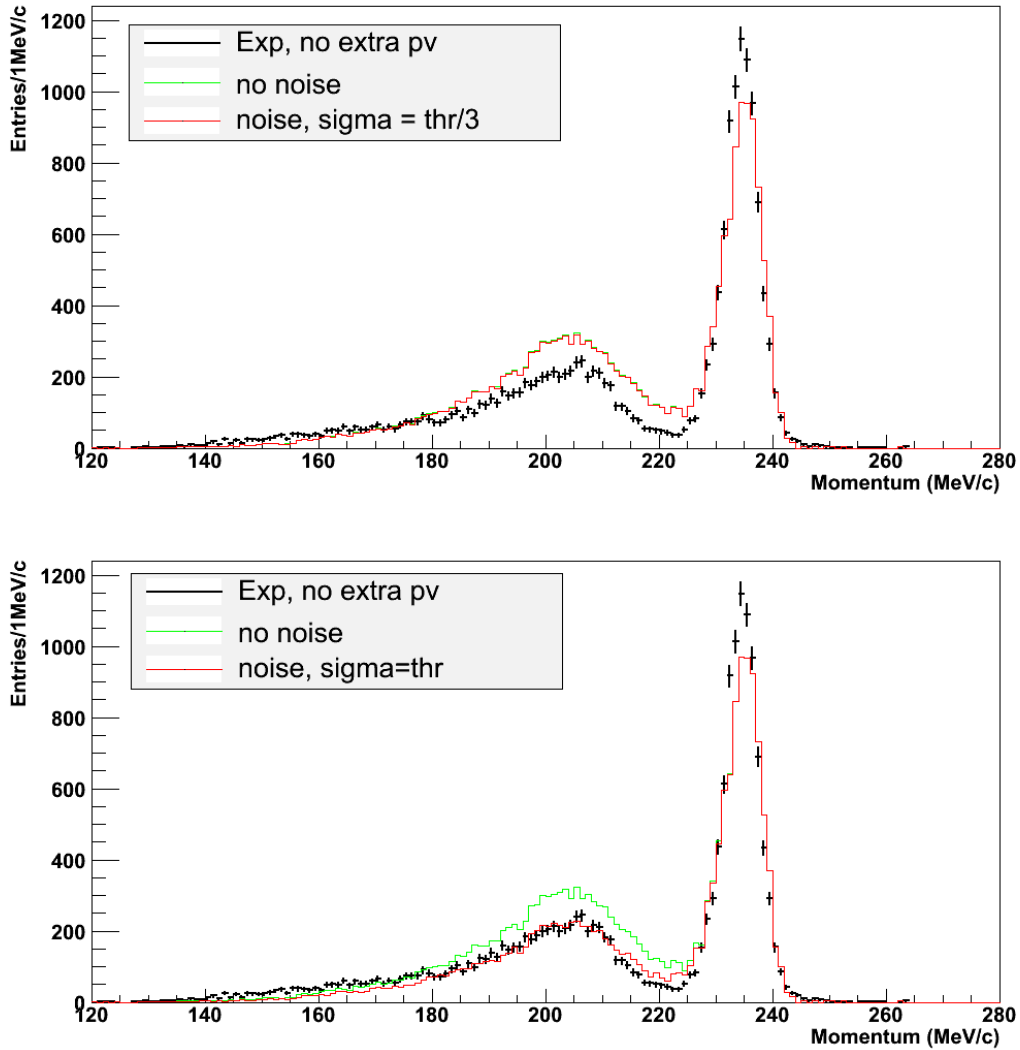 Entries/1MeV/c
1200
1000
800
600
400
200
0
Exp, no extra pv
no noise
noise, sigma = thr/3
120 140 160 180 200 220 240 260 280
Momentum (MeV/c)
Entries/1MeV/c
1200
1000
800
600
400
200
0
Exp, no extra pv
no noise
noise, sigma=thr
120 140 160 180 200 220 240 260 280
Momentum (MeV/c)